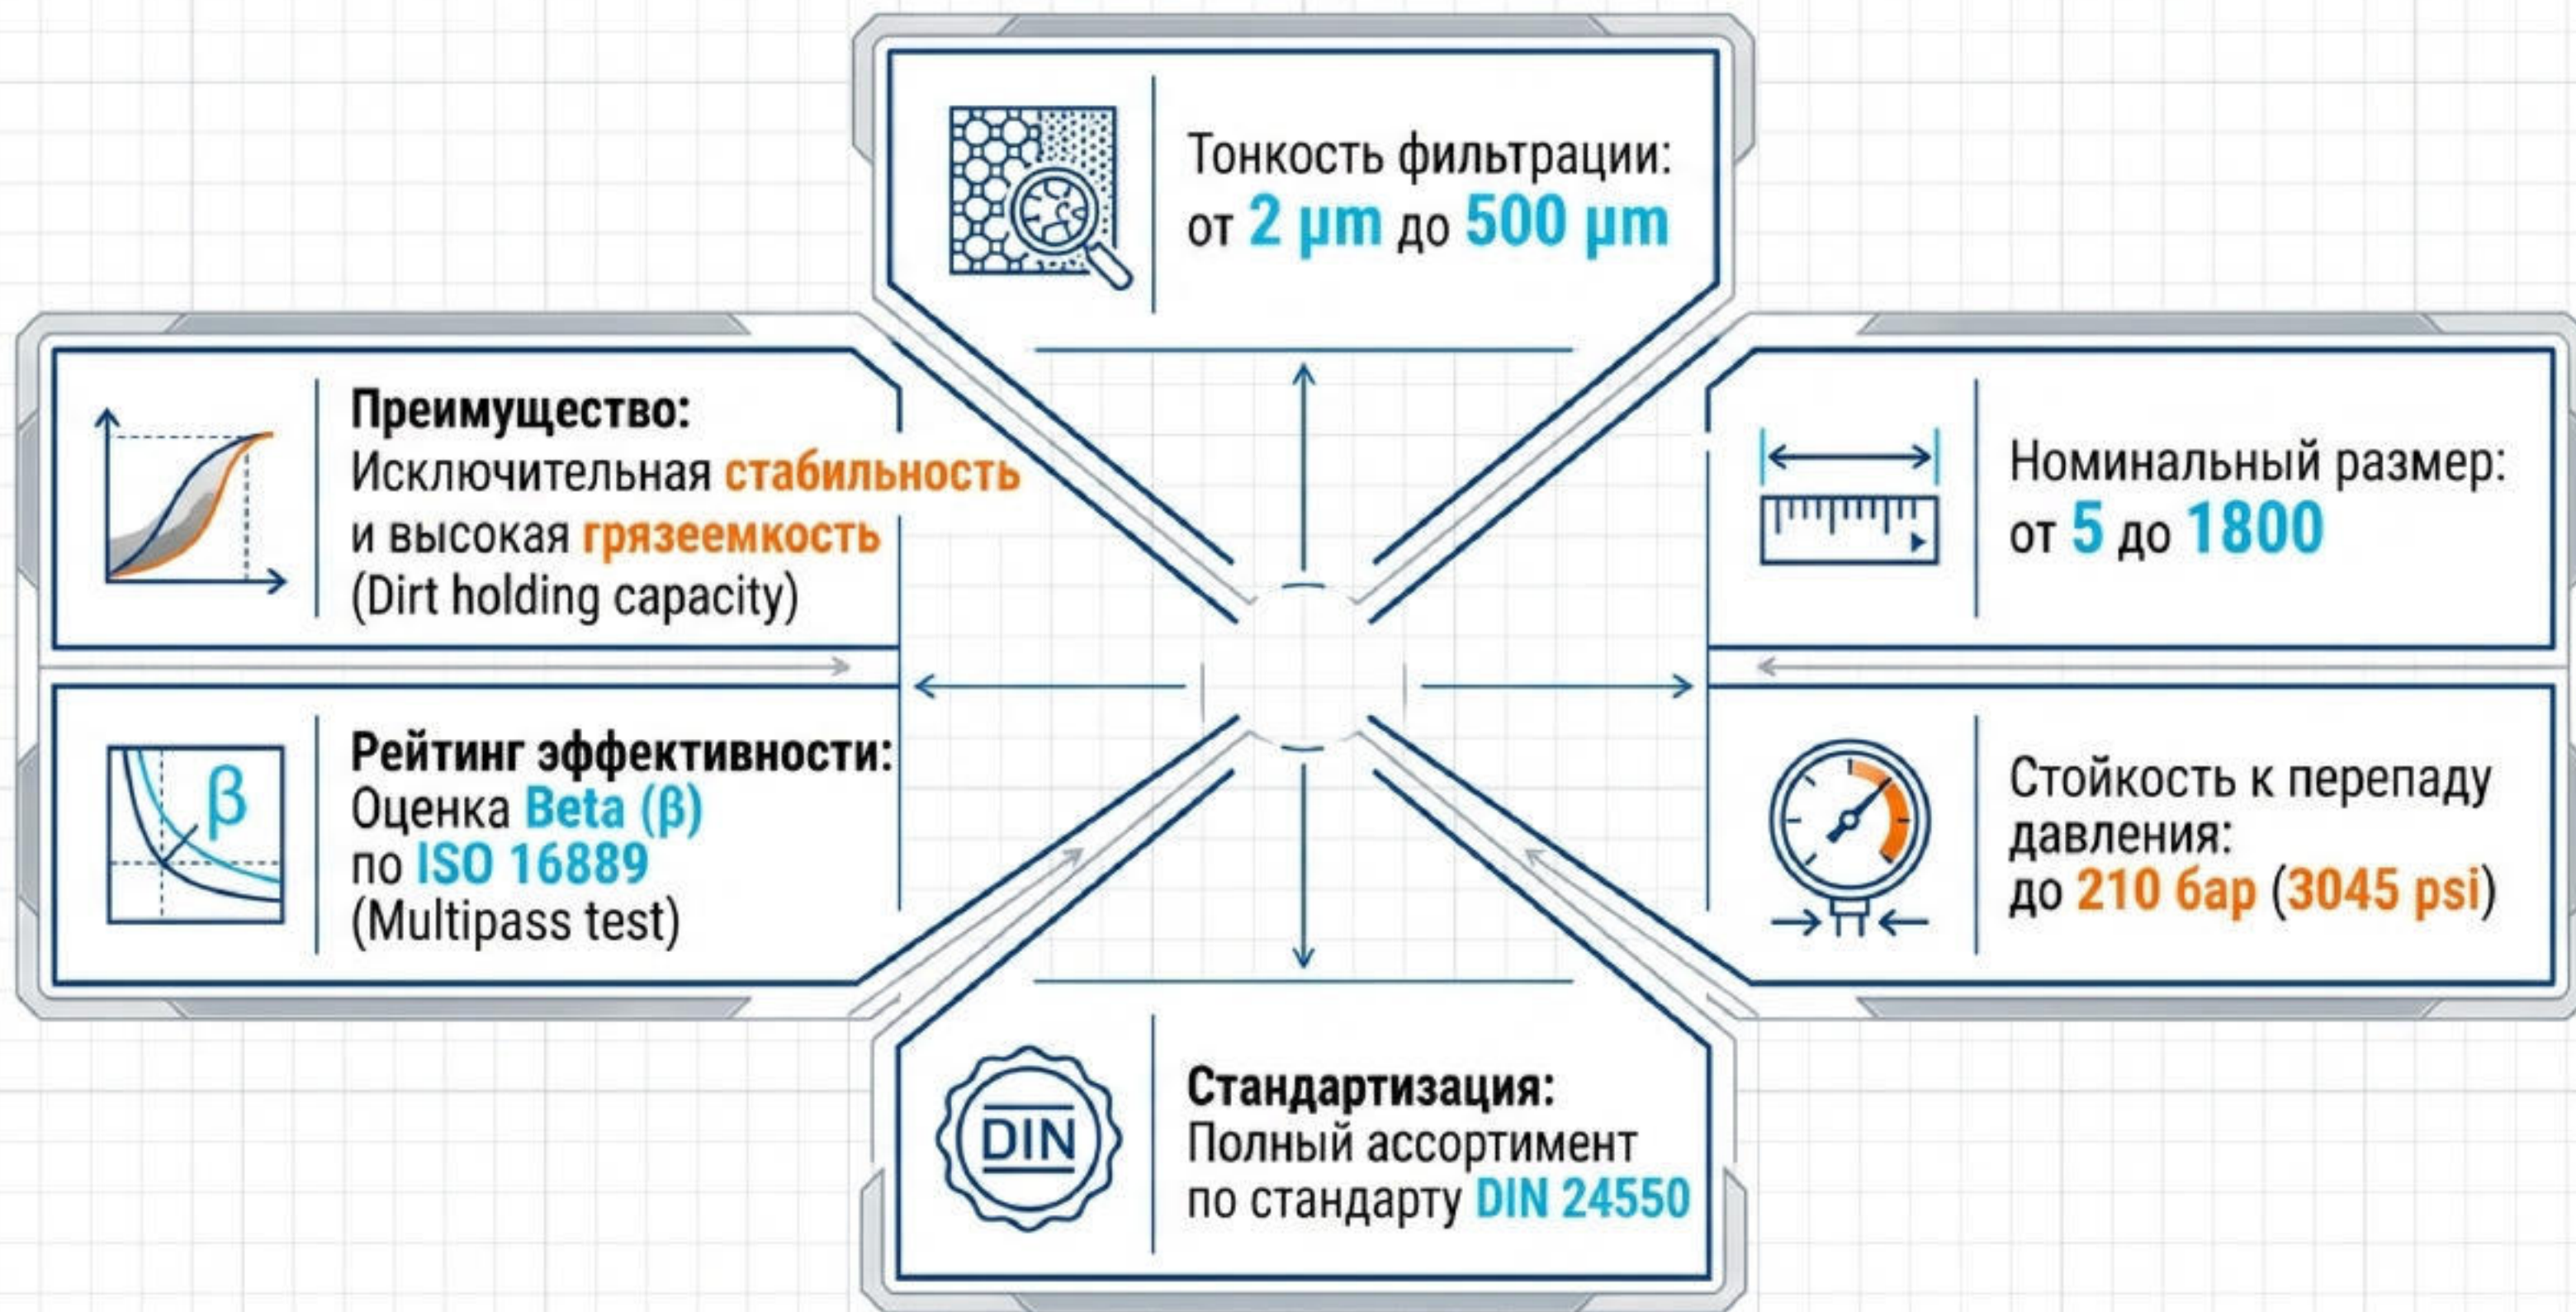 Тонкость фильтрации:
от 2 µm до 500 µm
Преимущество:
Исключительная стабильность
и высокая грязеемкость
(Dirt holding capacity)
Номинальный размер:
от 5 до 1800
β
Рейтинг эффективности:
Оценка Beta (β)
по ISO 16889
(Multipass test)
Стойкость к перепаду
давления:
до 210 бар (3045 psi)
DIN
Стандартизация:
Полный ассортимент
по стандарту DIN 24550